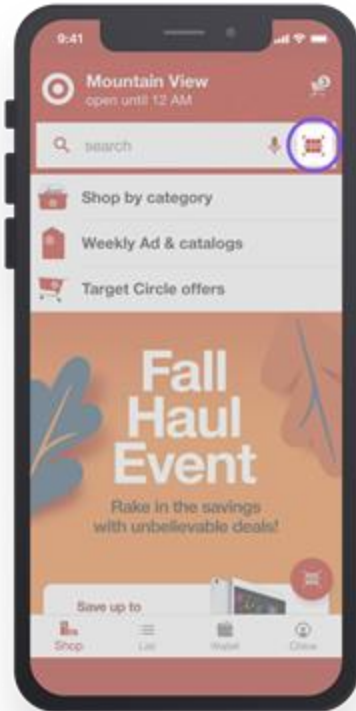 9:41
Mountain View
open until 12 AM
3
search
Shop by category
Weekly Ad & catalogs
Target Circle offers
Fall
Haul
Event
Rake in the savings
with unbelievable deals!
Save up to
Shop
List
Wallet